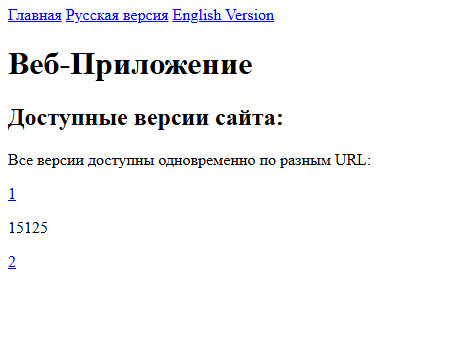 Главная Русская версия English Version
Веб-Приложение
Доступные версии сайта:
Все версии доступны одновременно по разным URL:
1
15125
2